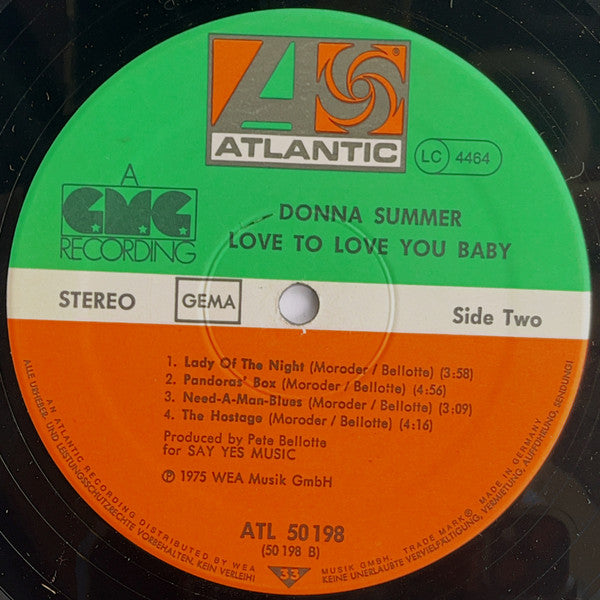 ATLANTIC
®
LC 4464
A
GMG
RECORDING
DONNA SUMMER
LOVE TO LOVE YOU BABY
STEREO
GEMA
Side Two
1. Lady Of The Night (Moroder / Bellotte) (3:58)
2. Pandoras' Box (Moroder / Bellotte) (4:56)
3. Need-A-Man-Blues (Moroder / Bellotte) (3:09)
4. The Hostage (Moroder / Bellotte) (4:16)
Produced by Pete Bellotte
for SAY YES MUSIC
℗ 1975 WEA Musik GmbH
ATL 50 198
(50 198 B)
33
AN ATLANTIC RECORDING DISTRIBUTED BY WEA MUSIK GMBH. TRADE MARK® MADE IN GERMANY
ALLE URHEBER- UND LEISTUNGSSCHUTZRECHTE VORBEHALTEN. KEIN VERLEIH! KEINE UNERLAUBTE VERVIELFÄLTIGUNG, VERMIETUNG, AUFFÜHRUNG, SENDUNG!